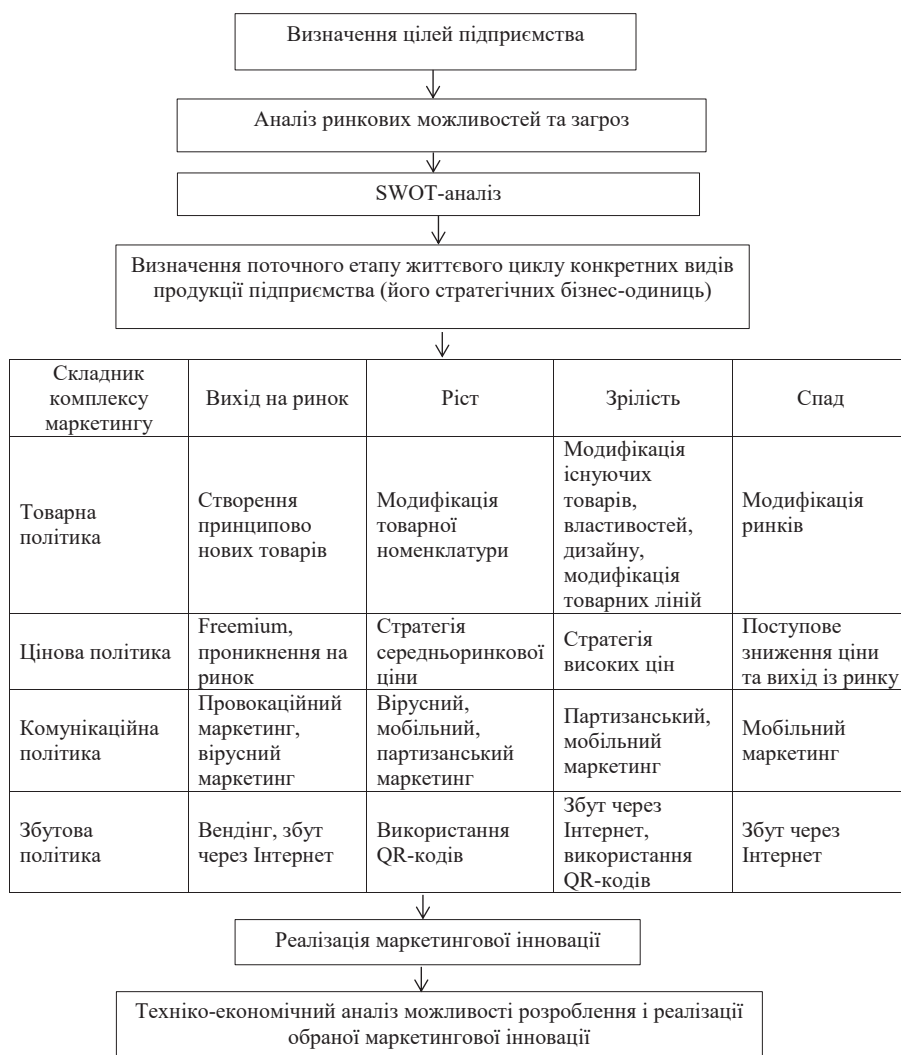 Визначення цілей підприємства
Аналіз ринкових можливостей та загроз
SWOT-аналіз
Визначення поточного етапу життєвого циклу конкретних видів
продукції підприємства (його стратегічних бізнес-одиниць)
Складник
комплексу
маркетингу
Вихід на ринок
Ріст
Зрілість
Спад
Товарна
політика
Створення
принципово
нових товарів
Модифікація
товарної
номенклатури
Модифікація
існуючих
товарів,
властивостей,
дизайну,
модифікація
товарних ліній
Модифікація
ринків
Цінова політика
Freemium,
проникнення на
ринок
Стратегія
середньоринкової
ціни
Стратегія
високих цін
Поступове
зниження ціни
та вихід із ринку
Комунікаційна
політика
Провокаційний
маркетинг,
вірусний
маркетинг
Вірусний,
мобільний,
партизанський
маркетинг
Партизанський,
мобільний
маркетинг
Мобільний
маркетинг
Збутова
політика
Вендінг, збут
через Інтернет
Використання
QR-кодів
Збут через
Інтернет,
використання
QR-кодів
Збут через
Інтернет
Реалізація маркетингової інновації
Техніко-економічний аналіз можливості розроблення і реалізації
обраної маркетингової інновації